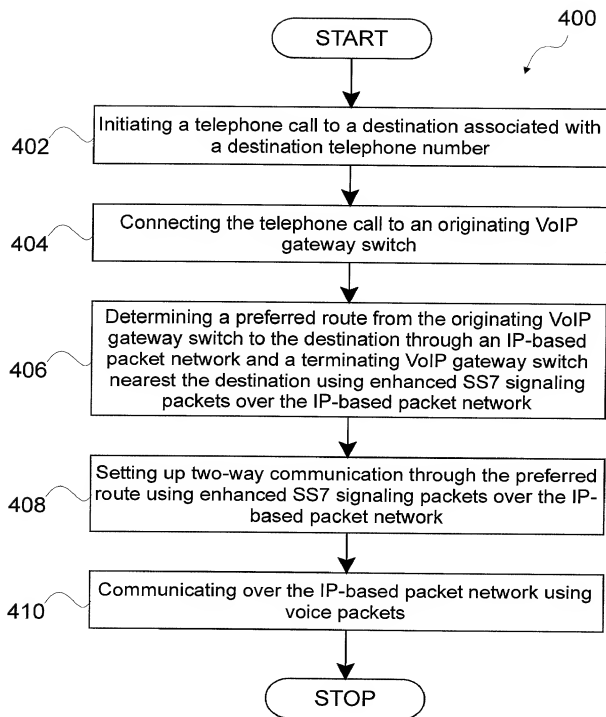 START
400
402
Initiating a telephone call to a destination associated with
a destination telephone number
404
Connecting the telephone call to an originating VoIP
gateway switch
406
Determining a preferred route from the originating VoIP
gateway switch to the destination through an IP-based
packet network and a terminating VoIP gateway switch
nearest the destination using enhanced SS7 signaling
packets over the IP-based packet network
408
Setting up two-way communication through the preferred
route using enhanced SS7 signaling packets over the IP-
based packet network
410
Communicating over the IP-based packet network using
voice packets
STOP